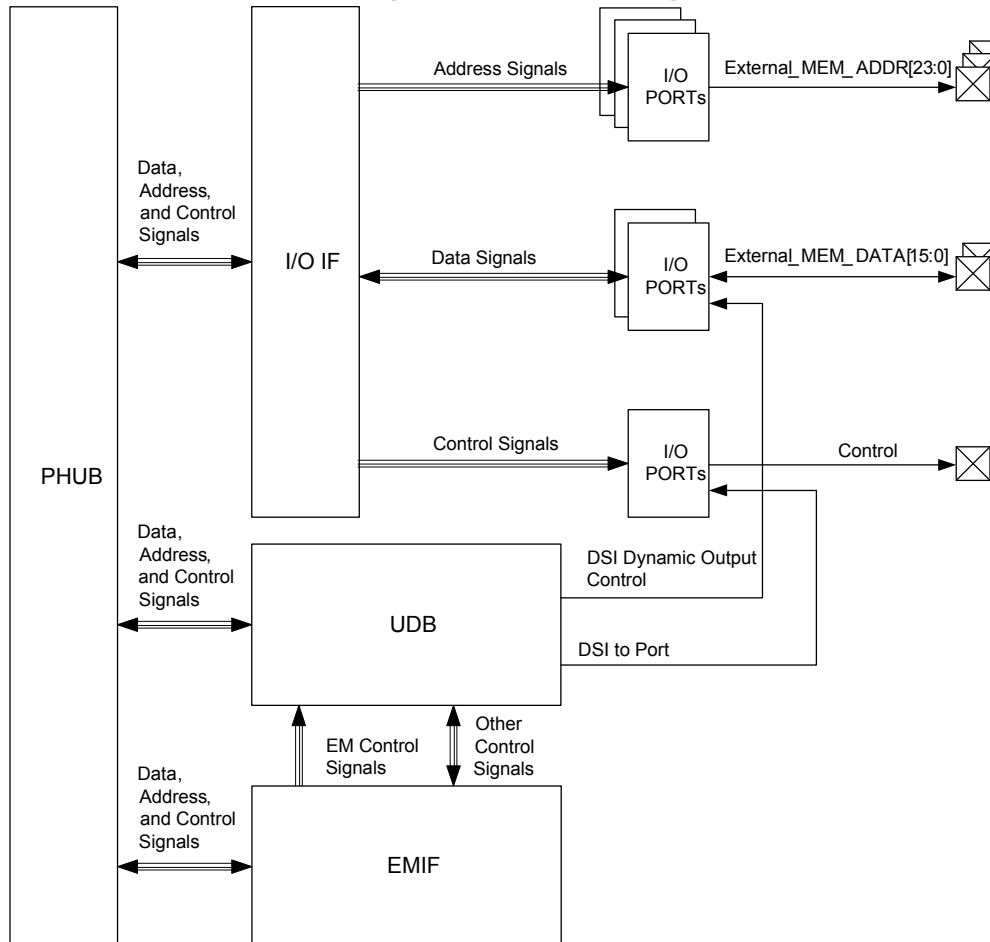 Address Signals
I/O
PORTs
External_MEM_ADDR[23:0]
Data,
Address,
and Control
Signals
I/O IF
Data Signals
I/O
PORTs
External_MEM_DATA[15:0]
Control Signals
I/O
PORTs
Control
PHUB
Data,
Address,
and Control
Signals
UDB
DSI Dynamic Output
Control
DSI to Port
EM Control
Signals
Other
Control
Signals
Data,
Address,
and Control
Signals
EMIF